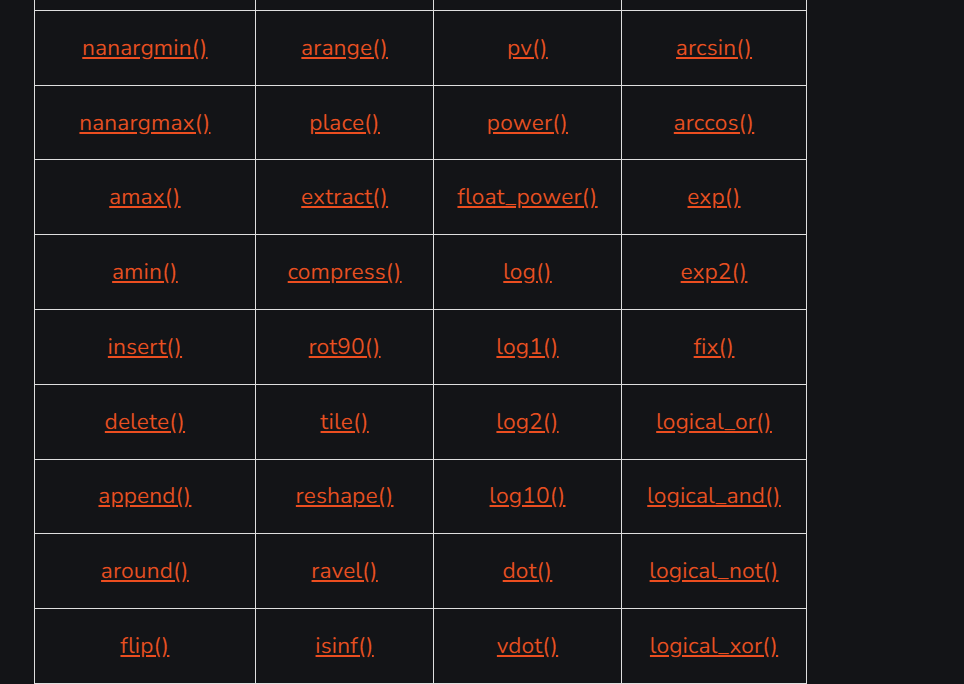 nanargmin() arange() pv() arcsin()
nanargmax() place() power() arccos()
amax() extract() float_power() exp()
amin() compress() log() exp2()
insert() rot90() log1() fix()
delete() tile() log2() logical_or()
append() reshape() log10() logical_and()
around() ravel() dot() logical_not()
flip() isinf() vdot() logical_xor()